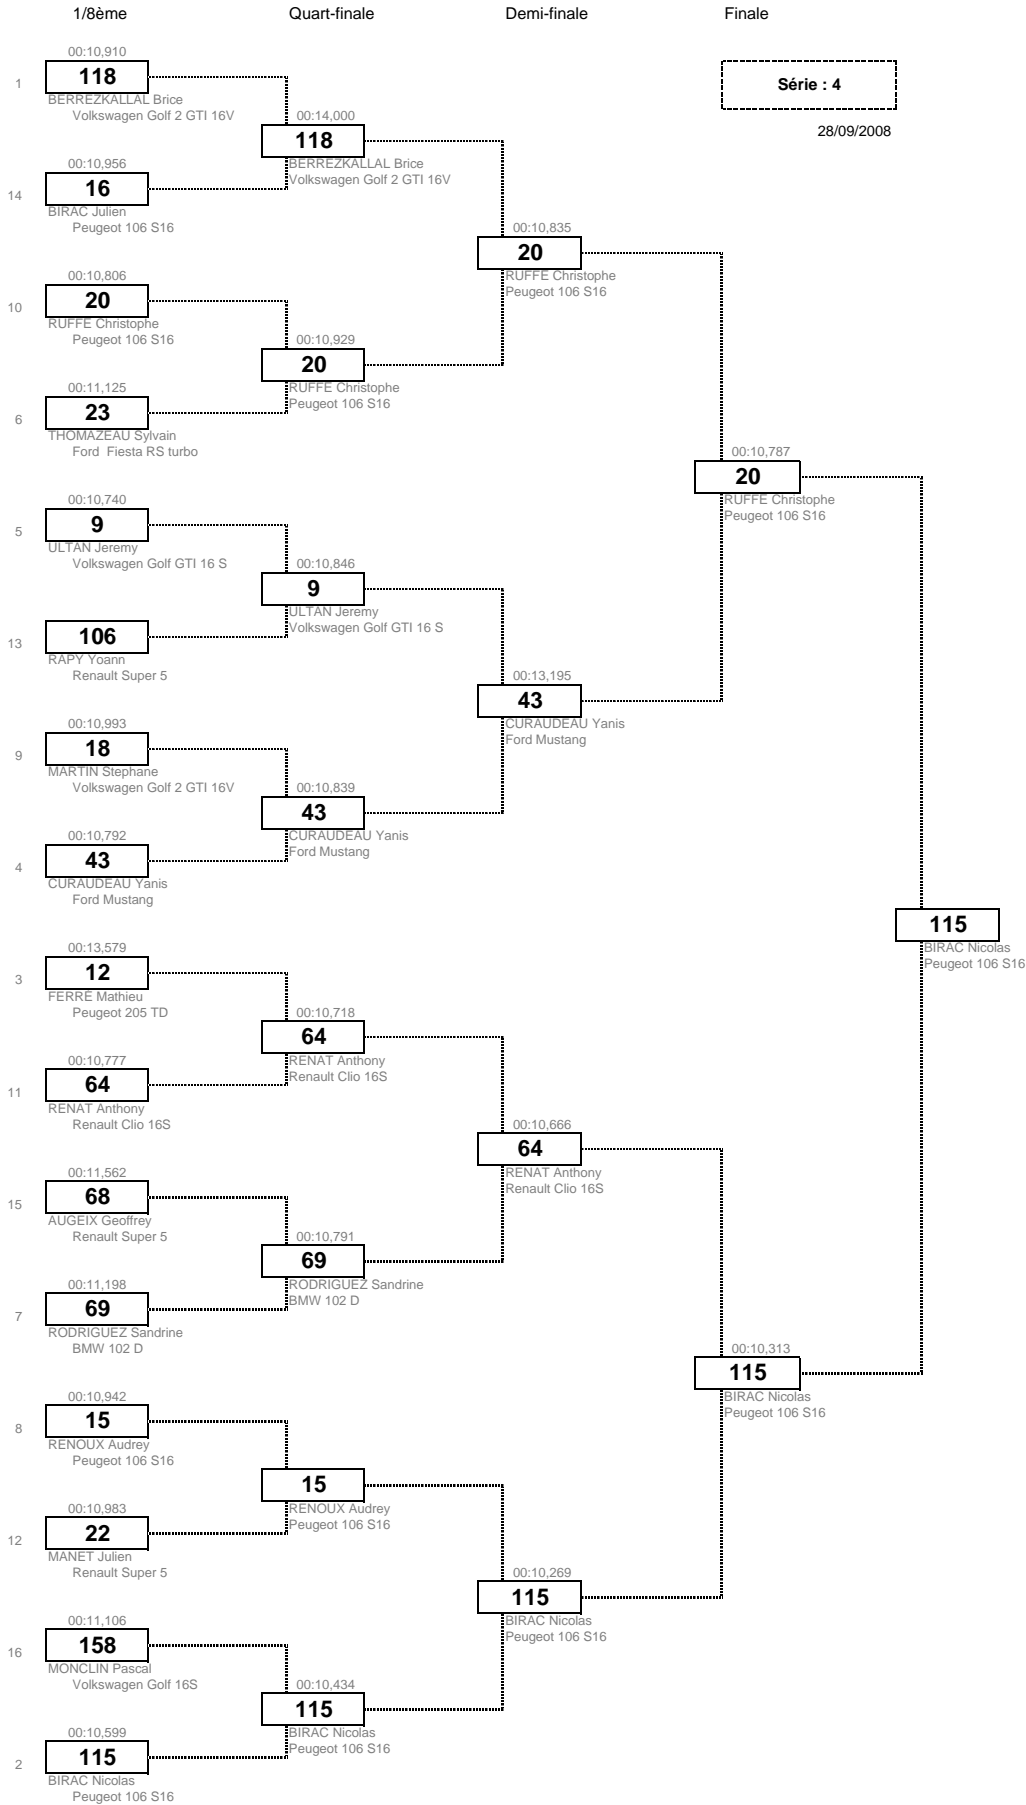 1/8ème
Quart-finale
Demi-finale
Finale
00:10,910
1
118
BERREZKALLAL Brice
Volkswagen Golf 2 GTI 16V
Série : 4
28/09/2008
00:14,000
118
BERREZKALLAL Brice
Volkswagen Golf 2 GTI 16V
00:10,956
14
16
BIRAC Julien
Peugeot 106 S16
00:10,835
20
RUFFE Christophe
Peugeot 106 S16
00:10,806
10
20
RUFFE Christophe
Peugeot 106 S16
00:10,929
20
RUFFE Christophe
Peugeot 106 S16
00:11,125
6
23
THOMAZEAU Sylvain
Ford  Fiesta RS turbo
00:10,787
20
RUFFE Christophe
Peugeot 106 S16
00:10,740
5
9
ULTAN Jeremy
Volkswagen Golf GTI 16 S
00:10,846
9
ULTAN Jeremy
Volkswagen Golf GTI 16 S
13
106
RAPY Yoann
Renault Super 5
00:13,195
43
CURAUDEAU Yanis
Ford Mustang
00:10,993
9
18
MARTIN Stephane
Volkswagen Golf 2 GTI 16V
00:10,839
43
CURAUDEAU Yanis
Ford Mustang
00:10,792
4
43
CURAUDEAU Yanis
Ford Mustang
115
BIRAC Nicolas
Peugeot 106 S16
00:13,579
3
12
FERRE Mathieu
Peugeot 205 TD
00:10,718
64
RENAT Anthony
Renault Clio 16S
00:10,777
11
64
RENAT Anthony
Renault Clio 16S
00:10,666
64
RENAT Anthony
Renault Clio 16S
00:11,562
15
68
AUGEIX Geoffrey
Renault Super 5
00:10,791
69
RODRIGUEZ Sandrine
BMW 102 D
00:11,198
7
69
RODRIGUEZ Sandrine
BMW 102 D
00:10,313
115
BIRAC Nicolas
Peugeot 106 S16
00:10,942
8
15
RENOUX Audrey
Peugeot 106 S16
15
RENOUX Audrey
Peugeot 106 S16
00:10,983
12
22
MANET Julien
Renault Super 5
00:10,269
115
BIRAC Nicolas
Peugeot 106 S16
00:11,106
16
158
MONCLIN Pascal
Volkswagen Golf 16S
00:10,434
115
BIRAC Nicolas
Peugeot 106 S16
00:10,599
2
115
BIRAC Nicolas
Peugeot 106 S16